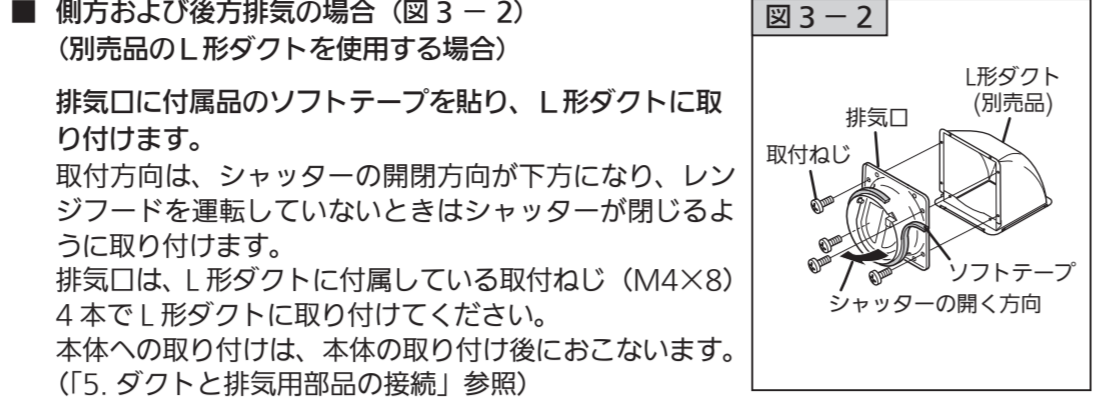 ■ 側方および後方排気の場合（図3－2）
（別売品のL形ダクトを使用する場合）
排気口に付属品のソフトテープを貼り、L形ダクトに取
り付けます。
取付方向は、シャッターの開閉方向が下方になり、レン
ジフードを運転していないときはシャッターが閉じるよ
うに取り付けます。
排気口は、L形ダクトに付属している取付ねじ（M4×8）
4本でL形ダクトに取り付けてください。
本体への取り付けは、本体の取り付け後におこないます。
（「5. ダクトと排気用部品の接続」参照）
図3－2
L形ダクト
(別売品)
排気口
取付ねじ
ソフトテープ
シャッターの開く方向